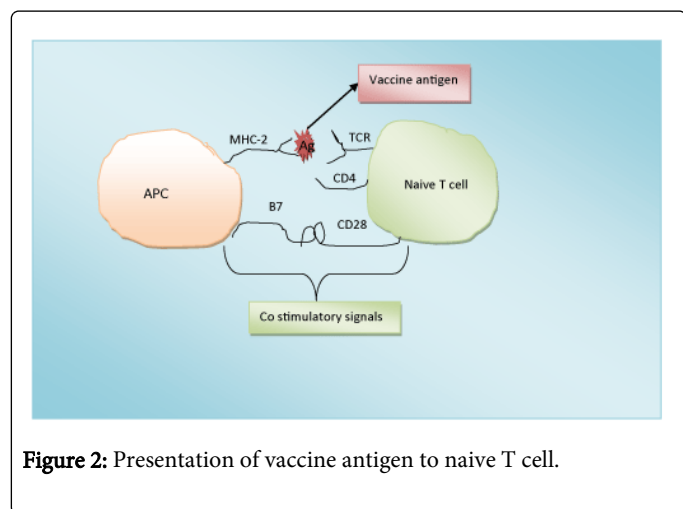 Vaccine antigen
MHC-2
Ag
TCR
CD4
APC
Naive T cell
B7
CD28
Co stimulatory signals
Figure 2: Presentation of vaccine antigen to naive T cell.